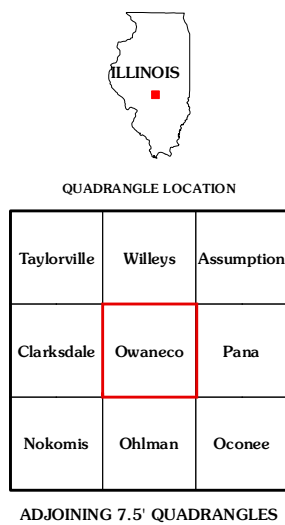 ILLINOIS
QUADRANGLE LOCATION
Taylorville Willeys Assumption
Clarksdale Owaneco Pana
Nokomis Ohlman Oconee
ADJOINING 7.5' QUADRANGLES